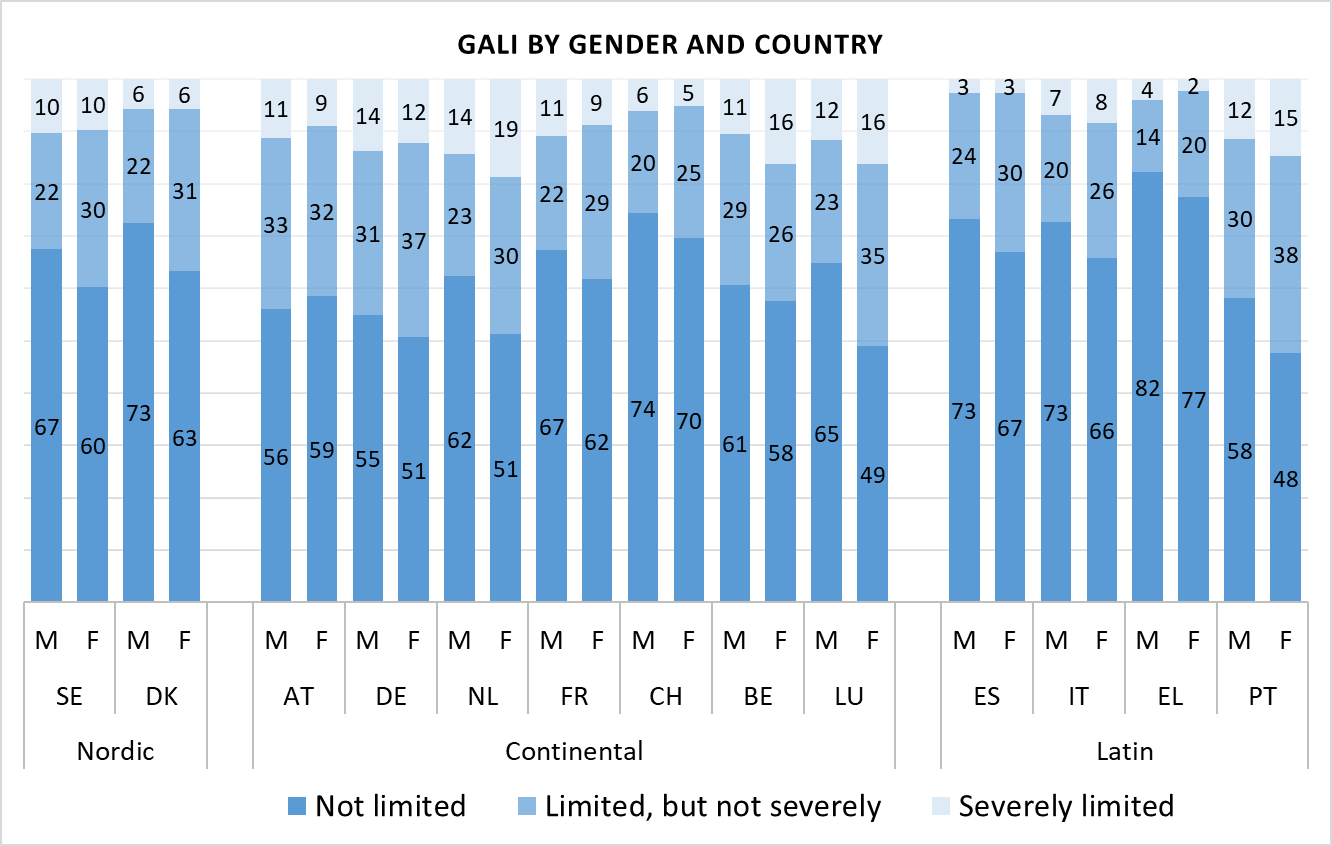 GALI BY GENDER AND COUNTRY
10 10 6 6 11 9 14 12 14 19 11 9 6 5 11 16 12 16 3 3 7 8 4 2 12 15
22 30 22 31 33 32 31 37 23 30 22 29 20 25 29 26 23 35 24 30 20 26 14 20 30 38
67 60 73 63 56 59 55 51 62 51 67 62 74 70 61 58 65 49 73 67 73 66 82 77 58 48
M F M F M F M F M F M F M F M F M F M F M F M F M F
SE DK AT DE NL FR CH BE LU ES IT EL PT
Nordic Continental Latin
Not limited Limited, but not severely Severely limited